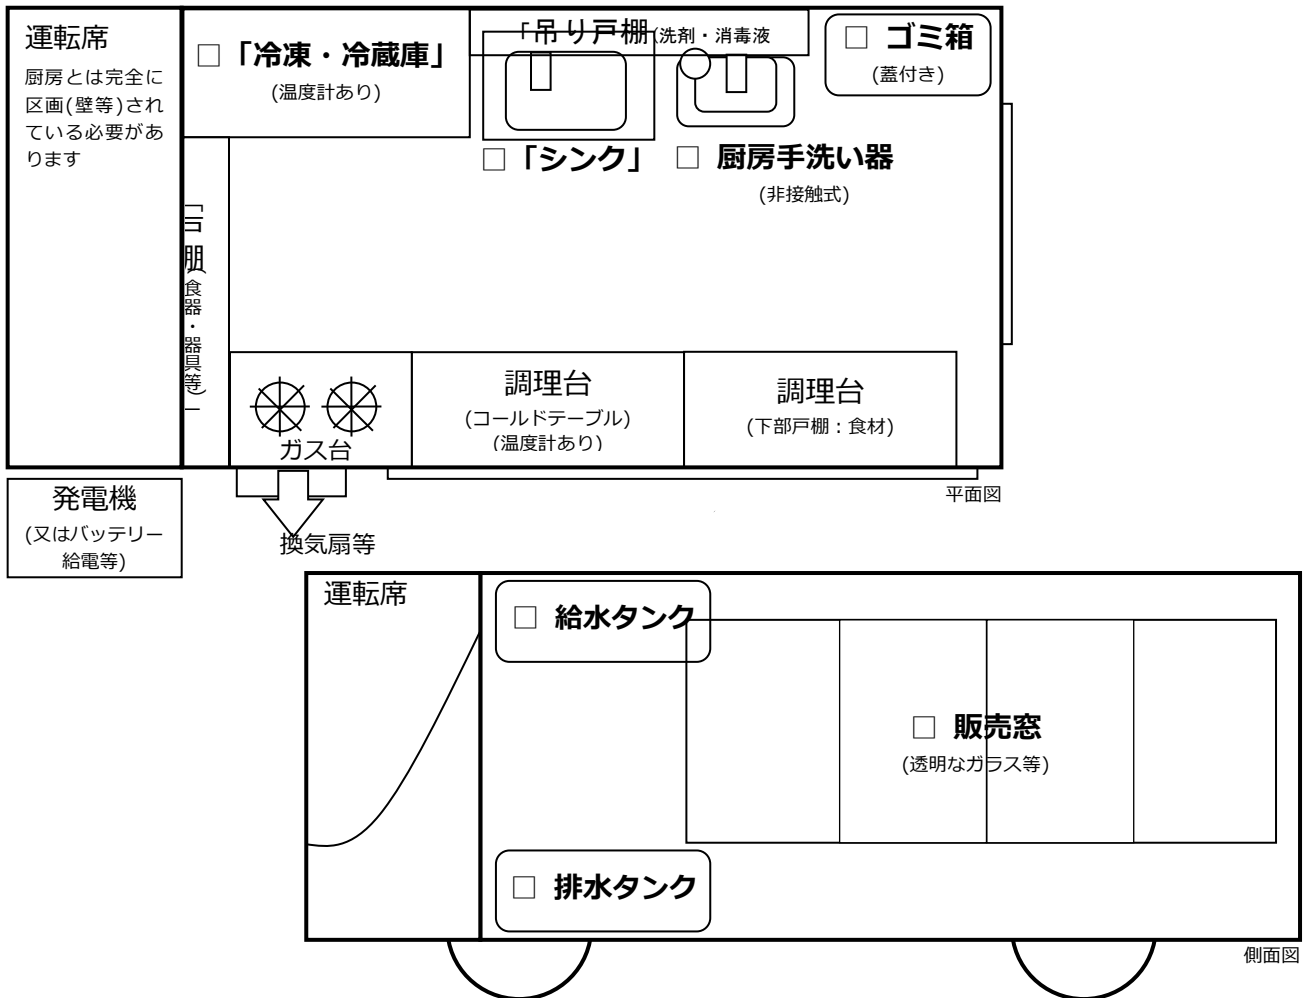 運転席
厨房とは完全に
区画(壁等)され
ている必要があ
ります
□ 「冷凍・冷蔵庫」
(温度計あり)
「吊り戸棚(洗剤・消毒液
□ ゴミ箱
(蓋付き)
□ 「シンク」
□ 厨房手洗い器
(非接触式)
棚(食器・器具等)」
ガス台
調理台
(コールドテーブル)
(温度計あり)
調理台
(下部戸棚：食材)
平面図
発電機
(又はバッテリー
給電等)
換気扇等
運転席
□ 給水タンク
□ 販売窓
(透明なガラス等)
□ 排水タンク
側面図